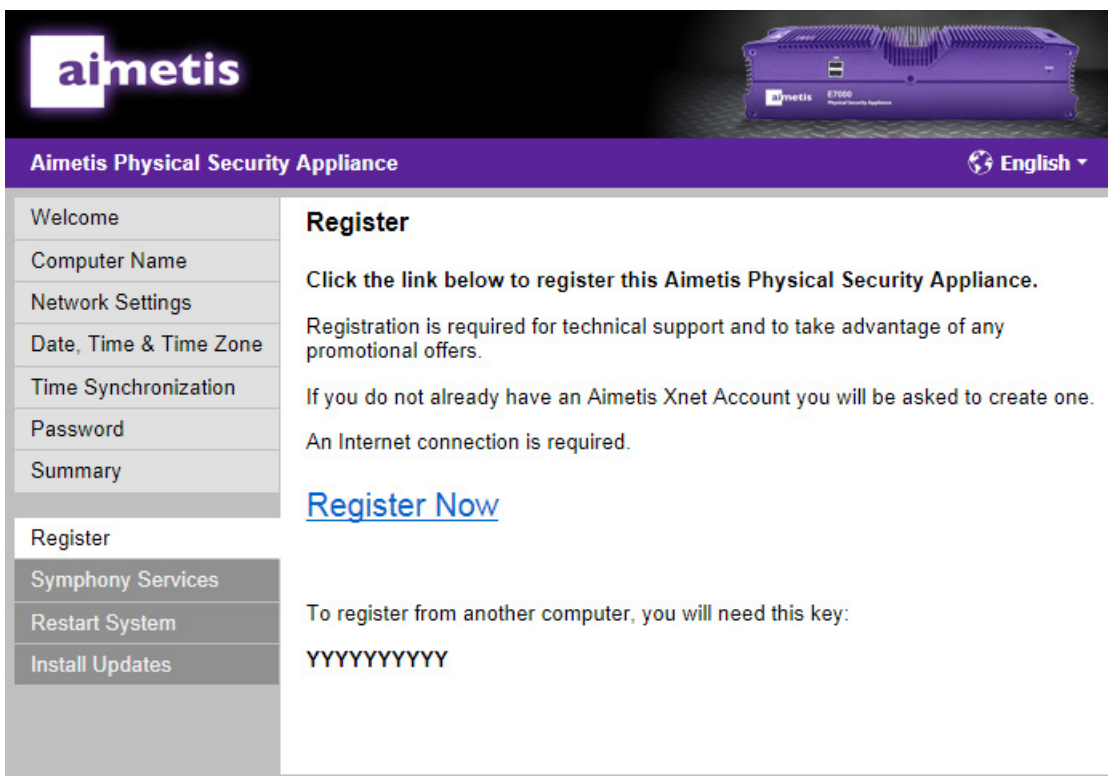 aimetis
aimetis E7000
Physical Security Appliance
Aimetis Physical Security Appliance
English
Welcome
Computer Name
Network Settings
Date, Time & Time Zone
Time Synchronization
Password
Summary
Register
Symphony Services
Restart System
Install Updates
Register
Click the link below to register this Aimetis Physical Security Appliance.
Registration is required for technical support and to take advantage of any
promotional offers.
If you do not already have an Aimetis Xnet Account you will be asked to create one.
An Internet connection is required.
Register Now
To register from another computer, you will need this key:
YYYYYYYYYY